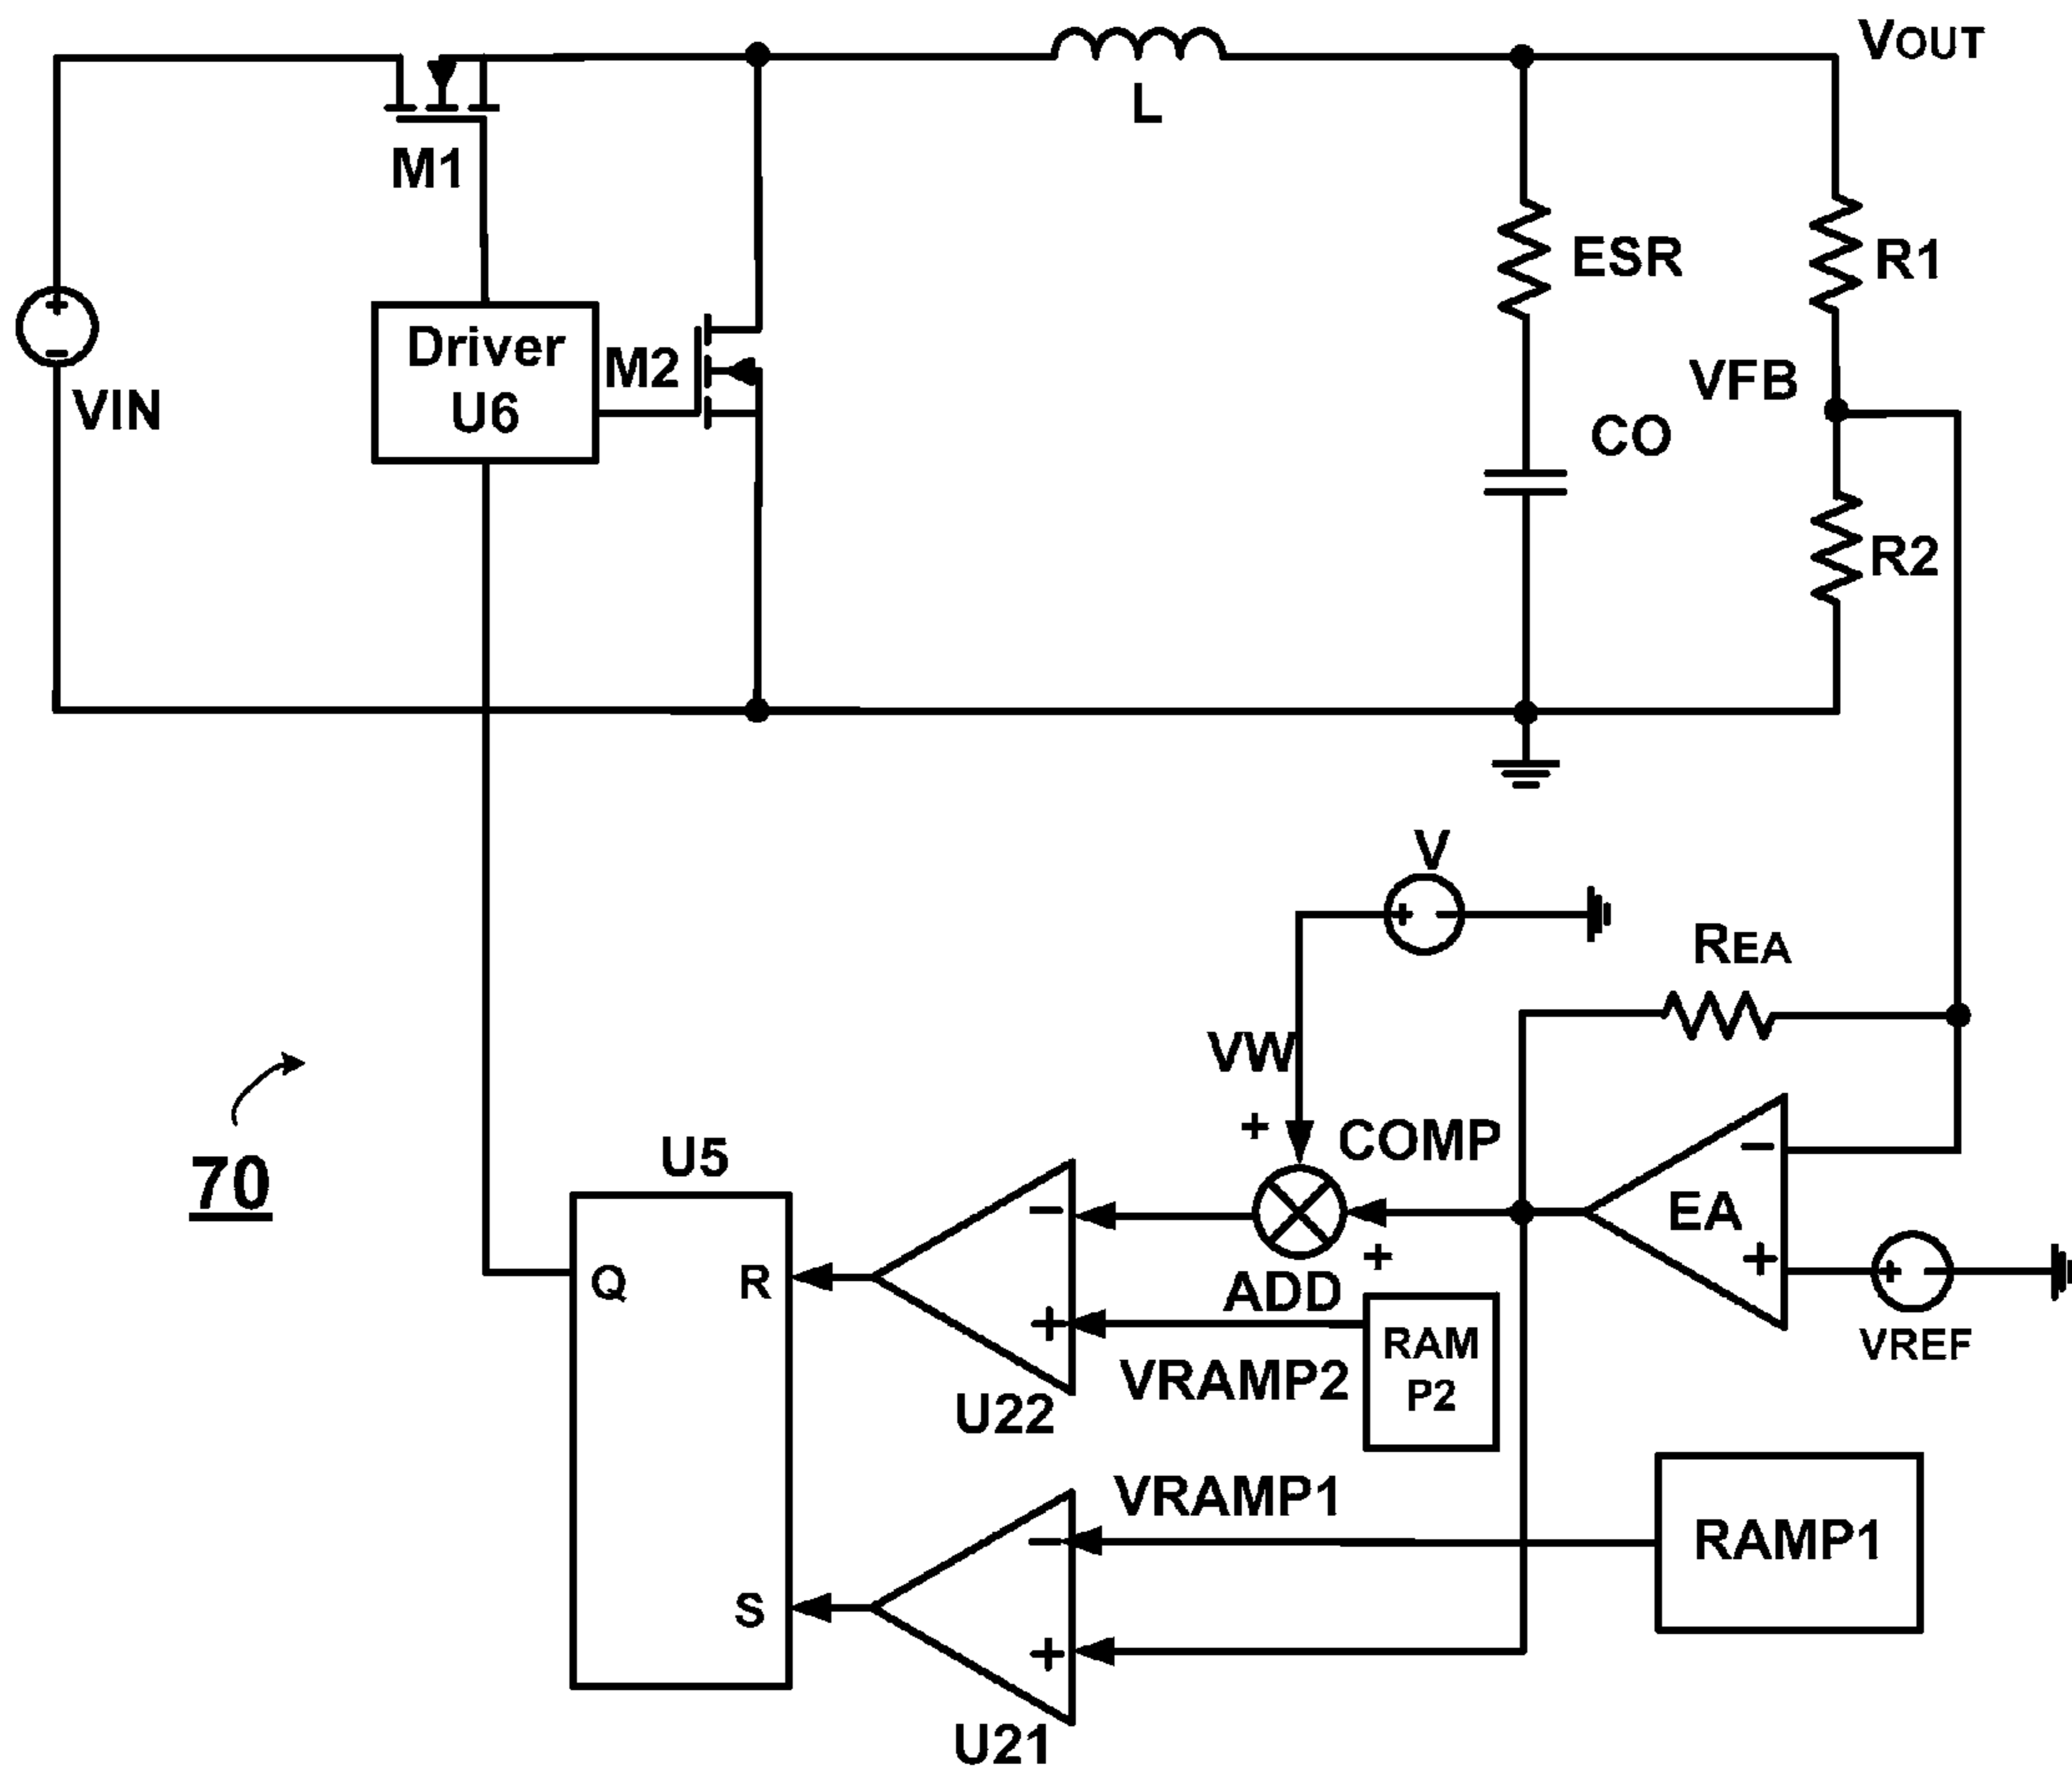 VOUT
L
M1
ESR
R1
Driver
U6
M2
VFB
VIN
CO
R2
V
REA
VW
+
COMP
U5
70
−
−
EA
Q
R
ADD
+
+
+
RAM
P2
VREF
VRAMP2
U22
VRAMP1
−
RAMP1
S
+
U21